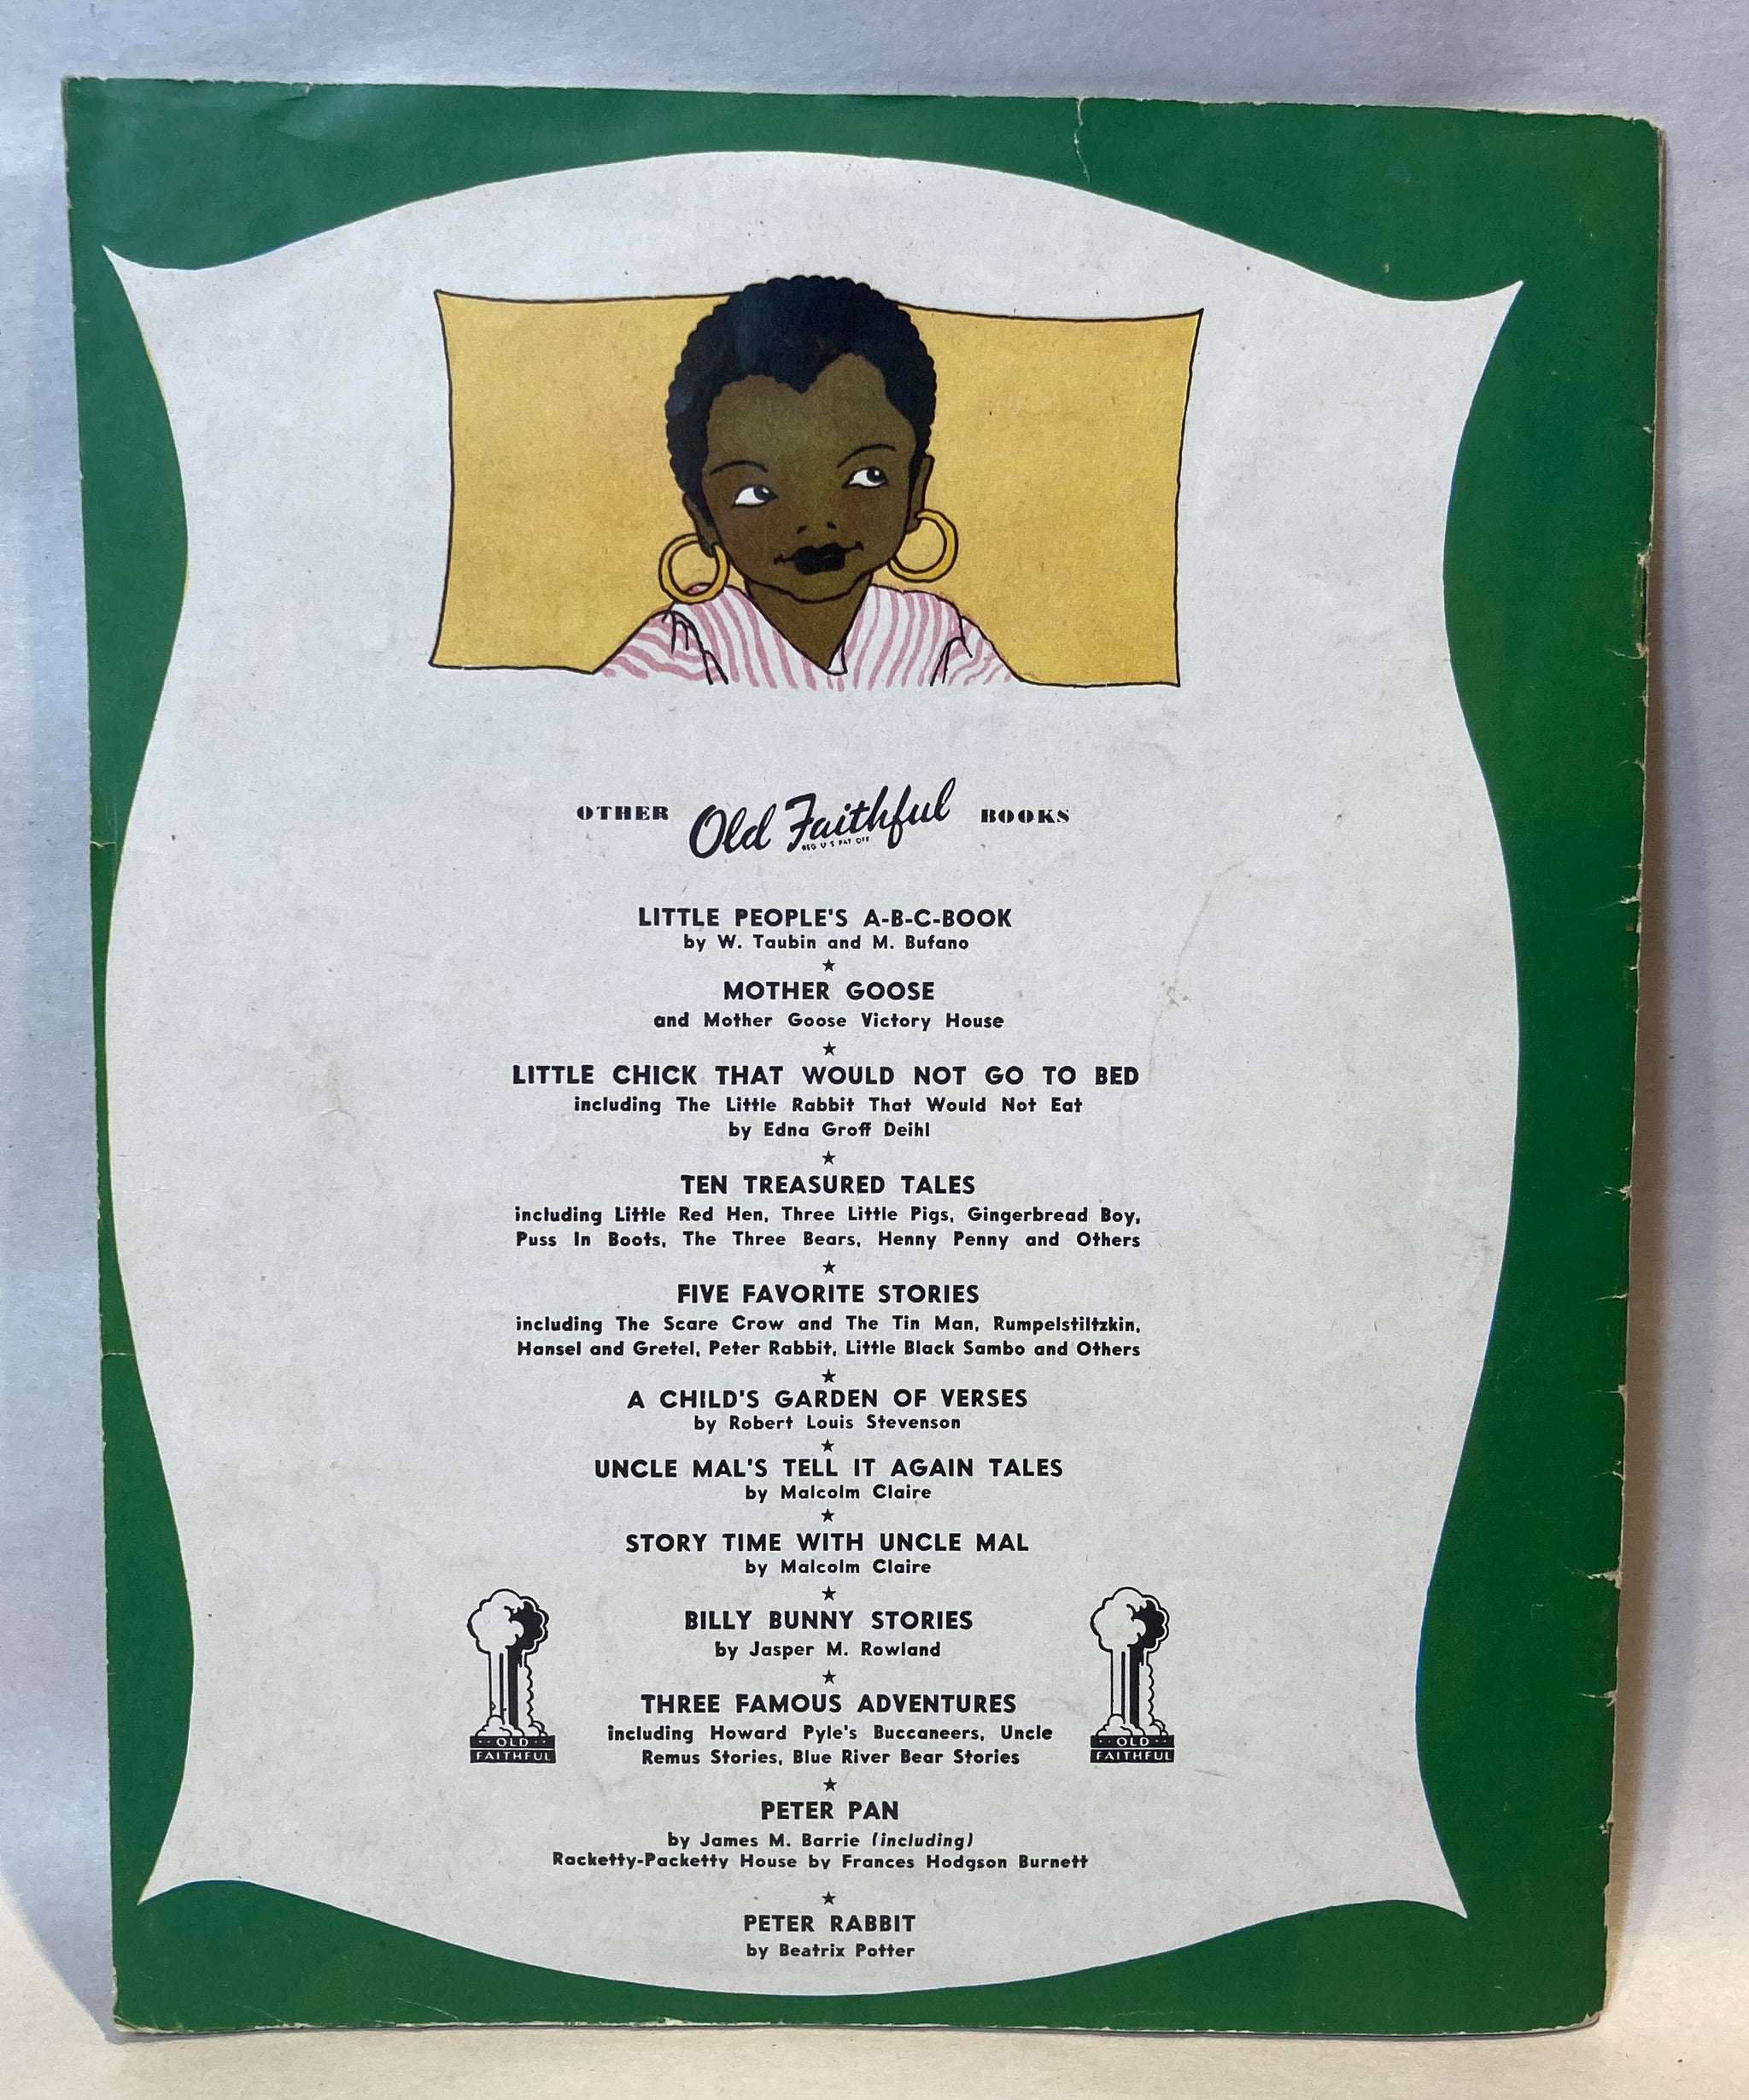 OTHER Old Faithful BOOKS
REG U S PAT OFF
LITTLE PEOPLE'S A-B-C-BOOK
by W. Taubin and M. Bufano
★
MOTHER GOOSE
and Mother Goose Victory House
★
LITTLE CHICK THAT WOULD NOT GO TO BED
including The Little Rabbit That Would Not Eat
by Edna Groff Deihl
★
TEN TREASURED TALES
including Little Red Hen, Three Little Pigs, Gingerbread Boy,
Puss In Boots, The Three Bears, Henny Penny and Others
★
FIVE FAVORITE STORIES
including The Scare Crow and The Tin Man, Rumpelstiltzkin,
Hansel and Gretel, Peter Rabbit, Little Black Sambo and Others
★
A CHILD'S GARDEN OF VERSES
by Robert Louis Stevenson
★
UNCLE MAL'S TELL IT AGAIN TALES
by Malcolm Claire
★
STORY TIME WITH UNCLE MAL
by Malcolm Claire
★
BILLY BUNNY STORIES
by Jasper M. Rowland
★
THREE FAMOUS ADVENTURES
including Howard Pyle's Buccaneers, Uncle
Remus Stories, Blue River Bear Stories
··OLD··
FAITHFUL
··OLD··
FAITHFUL
★
PETER PAN
by James M. Barrie (including)
Racketty-Packetty House by Frances Hodgson Burnett
★
PETER RABBIT
by Beatrix Potter